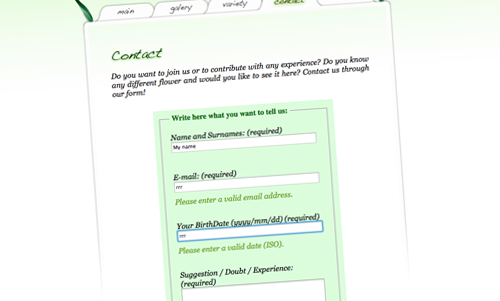 main
galery
variety
contact
Contact
Do you want to join us or to contribute with any experience? Do you know
any different flower and would you like to see it here? Contact us through
our form!
Write here what you want to tell us:
Name and Surnames: (required)
My name
E-mail: (required)
rrr
Please enter a valid email address.
Your BirthDate (yyyy/mm/dd) (required)
rrr
Please enter a valid date (ISO).
Suggestion / Doubt / Experience:
(required)